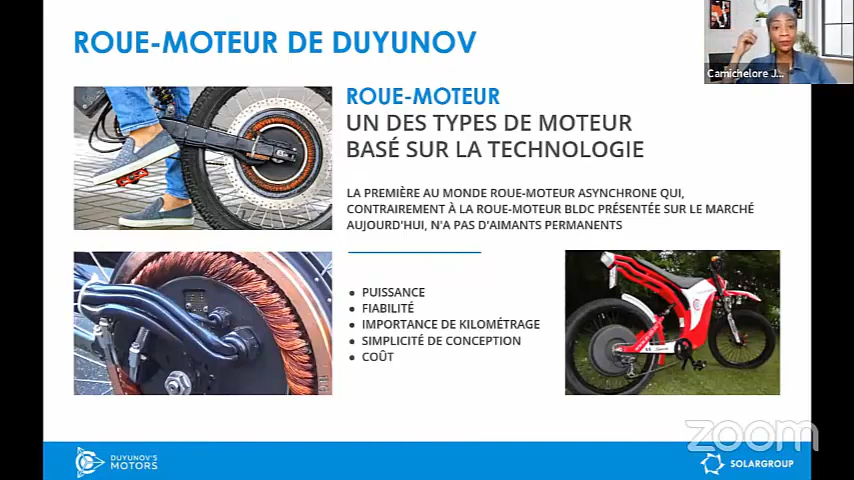 ROUE-MOTEUR DE DUYUNOV
Camichelore J...
ROUE-MOTEUR
UN DES TYPES DE MOTEUR
BASÉ SUR LA TECHNOLOGIE
LA PREMIÈRE AU MONDE ROUE-MOTEUR ASYNCHRONE QUI,
CONTRAIREMENT À LA ROUE-MOTEUR BLDC PRÉSENTÉE SUR LE MARCHÉ
AUJOURD'HUI, N'A PAS D'AIMANTS PERMANENTS
• PUISSANCE
• FIABILITÉ
• IMPORTANCE DE KILOMÉTRAGE
• SIMPLICITÉ DE CONCEPTION
• COÛT
zoom
DUYUNOV'S
MOTORS
SOLARGROUP